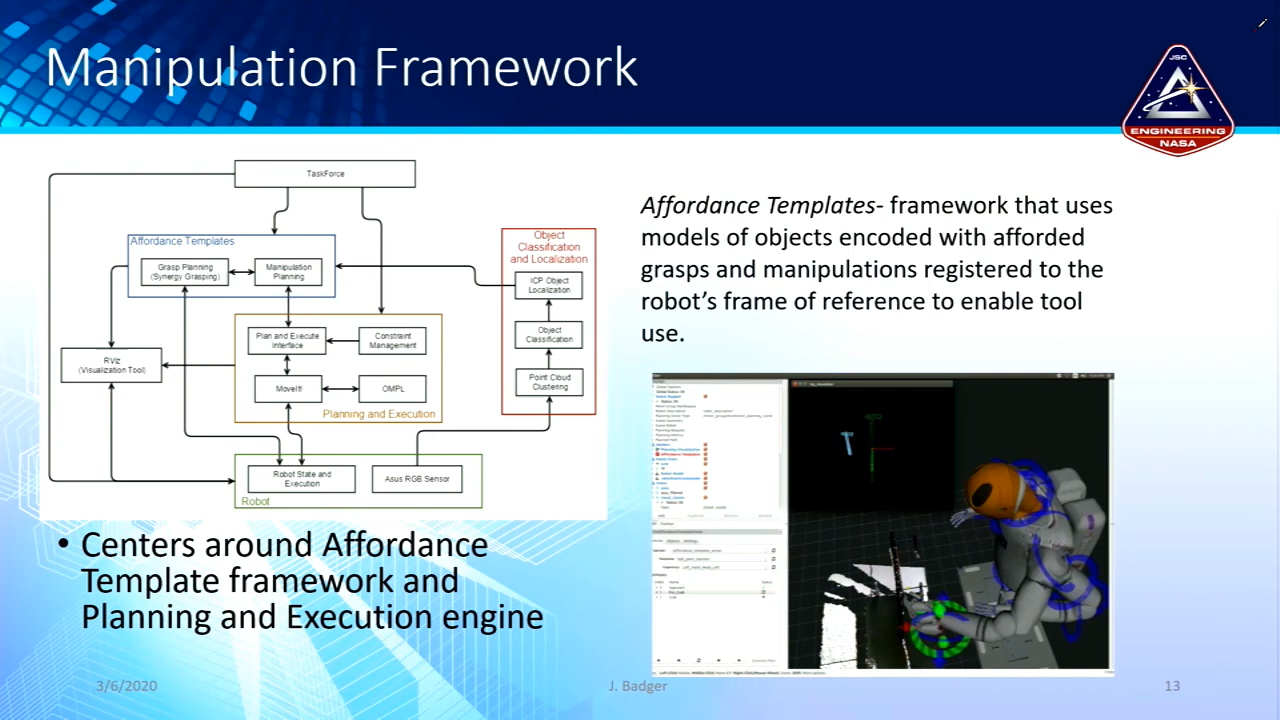 Manipulation Framework
JSC
ENGINEERING
NASA
TaskForce
Affordance Templates
Grasp Planning
(Synergy Grasping)
Manipulation
Planning
Object
Classification
and Localization
ICP Object
Localization
Object
Classification
Point Cloud
Clustering
Plan and Execute
Interface
Constraint
Management
RViz
(Visualization Tool)
MoveIt!
OMPL
Planning and Execution
Robot State and
Execution
Asus RGB Sensor
Robot
Affordance Templates- framework that uses
models of objects encoded with afforded
grasps and manipulations registered to the
robot's frame of reference to enable tool
use.
• Centers around Affordance
Template framework and
Planning and Execution engine
3/6/2020
J. Badger
13